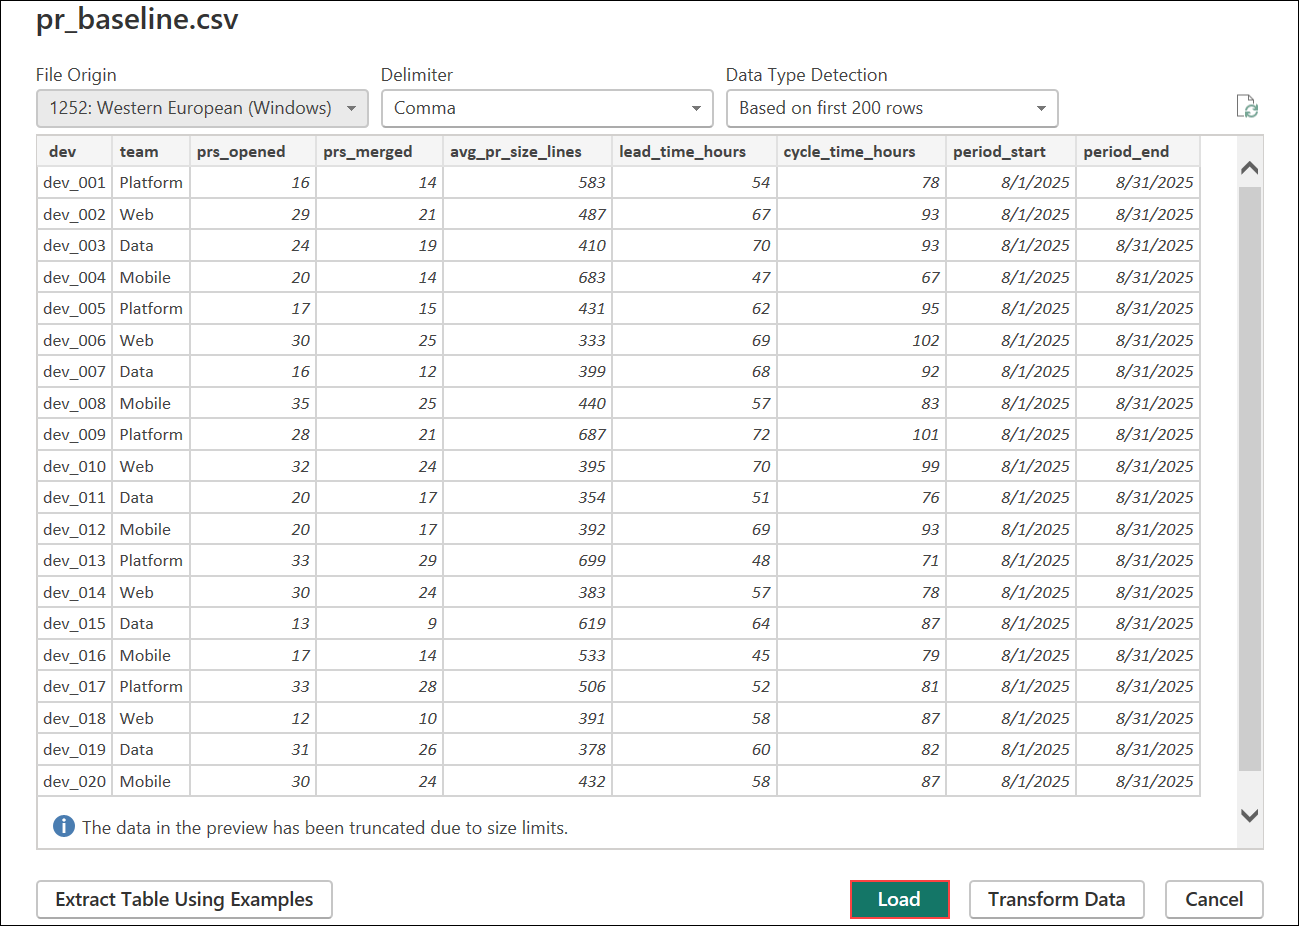 pr_baseline.csv
File Origin Delimiter Data Type Detection
1252: Western European (Windows) Comma Based on first 200 rows
dev team prs_opened prs_merged avg_pr_size_lines lead_time_hours cycle_time_hours period_start period_end
dev_001 Platform 16 14 583 54 78 8/1/2025 8/31/2025
dev_002 Web 29 21 487 67 93 8/1/2025 8/31/2025
dev_003 Data 24 19 410 70 93 8/1/2025 8/31/2025
dev_004 Mobile 20 14 683 47 67 8/1/2025 8/31/2025
dev_005 Platform 17 15 431 62 95 8/1/2025 8/31/2025
dev_006 Web 30 25 333 69 102 8/1/2025 8/31/2025
dev_007 Data 16 12 399 68 92 8/1/2025 8/31/2025
dev_008 Mobile 35 25 440 57 83 8/1/2025 8/31/2025
dev_009 Platform 28 21 687 72 101 8/1/2025 8/31/2025
dev_010 Web 32 24 395 70 99 8/1/2025 8/31/2025
dev_011 Data 20 17 354 51 76 8/1/2025 8/31/2025
dev_012 Mobile 20 17 392 69 93 8/1/2025 8/31/2025
dev_013 Platform 33 29 699 48 71 8/1/2025 8/31/2025
dev_014 Web 30 24 383 57 78 8/1/2025 8/31/2025
dev_015 Data 13 9 619 64 87 8/1/2025 8/31/2025
dev_016 Mobile 17 14 533 45 79 8/1/2025 8/31/2025
dev_017 Platform 33 28 506 52 81 8/1/2025 8/31/2025
dev_018 Web 12 10 391 58 87 8/1/2025 8/31/2025
dev_019 Data 31 26 378 60 82 8/1/2025 8/31/2025
dev_020 Mobile 30 24 432 58 87 8/1/2025 8/31/2025
The data in the preview has been truncated due to size limits.
Extract Table Using Examples Load Transform Data Cancel